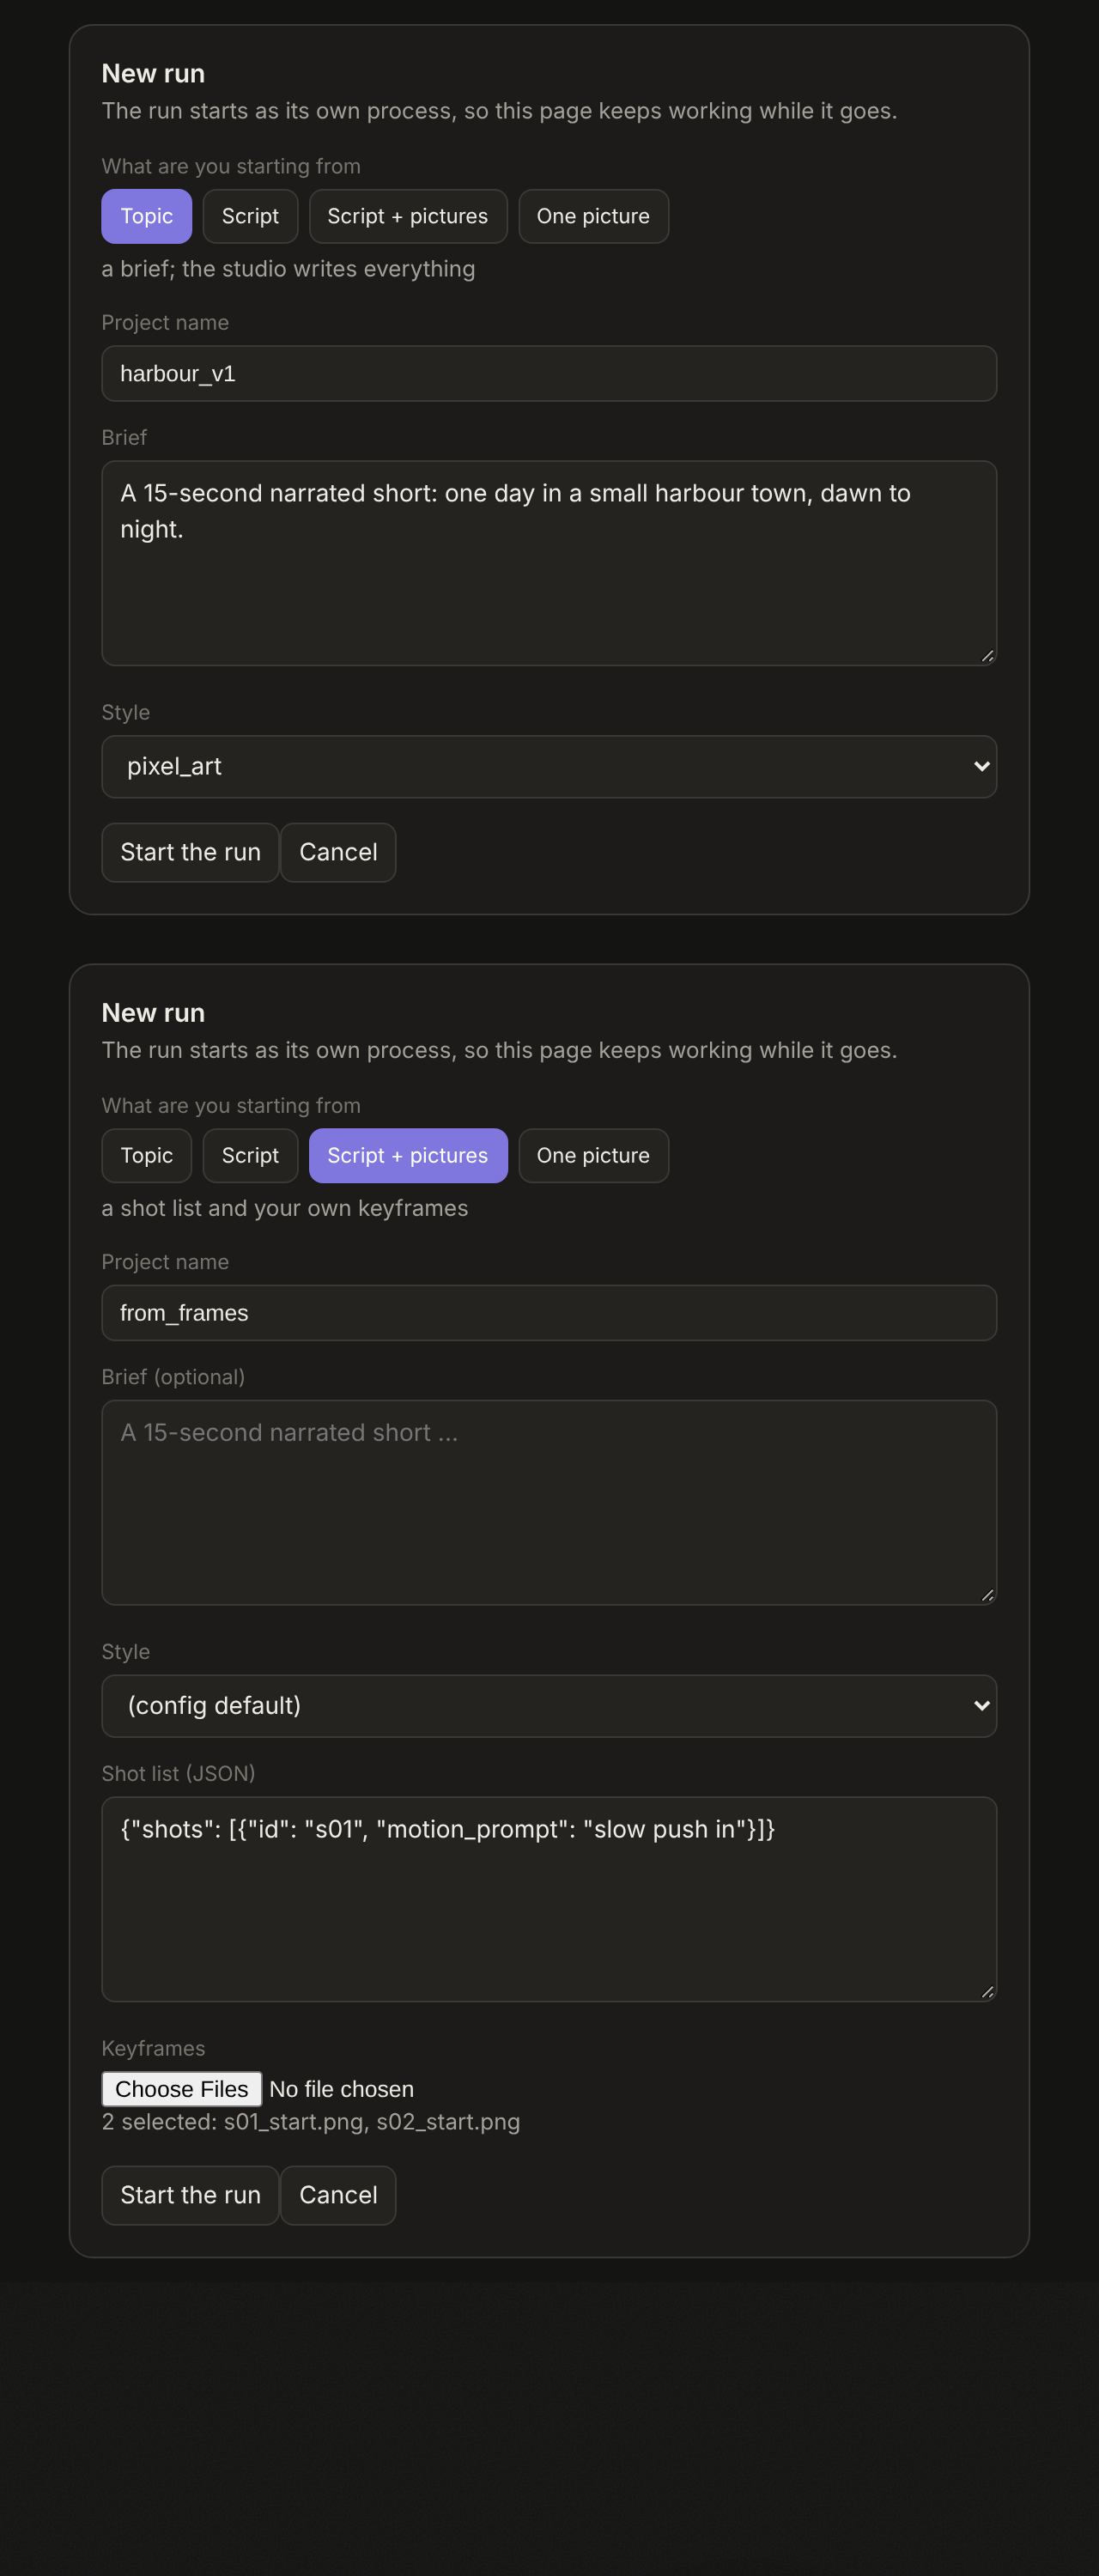 New run
The run starts as its own process, so this page keeps working while it goes.
What are you starting from
Topic Script Script + pictures One picture
a brief; the studio writes everything
Project name
harbour_v1
Brief
A 15-second narrated short: one day in a small harbour town, dawn to
night.
Style
pixel_art
Start the run Cancel
New run
The run starts as its own process, so this page keeps working while it goes.
What are you starting from
Topic Script Script + pictures One picture
a shot list and your own keyframes
Project name
from_frames
Brief (optional)
A 15-second narrated short ...
Style
(config default)
Shot list (JSON)
{"shots": [{"id": "s01", "motion_prompt": "slow push in"}]}
Keyframes
Choose Files No file chosen
2 selected: s01_start.png, s02_start.png
Start the run Cancel